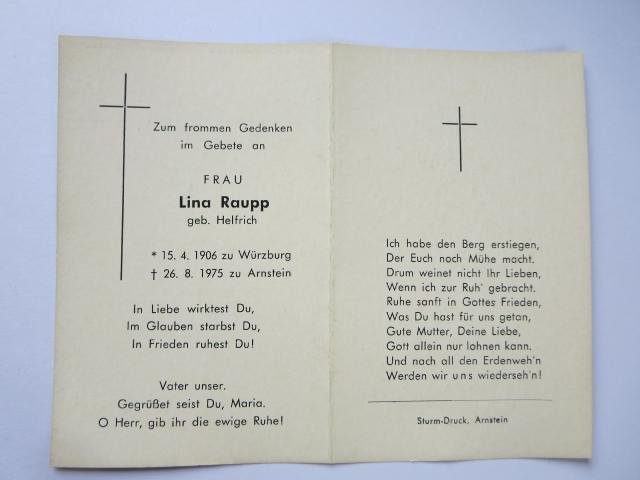 Zum frommen Gedenken
im Gebete an
FRAU
Lina Raupp
geb. Helfrich
* 15. 4. 1906 zu Würzburg
† 26. 8. 1975 zu Arnstein
In Liebe wirktest Du,
Im Glauben starbst Du,
In Frieden ruhest Du!
Vater unser.
Gegrüßet seist Du, Maria.
O Herr, gib ihr die ewige Ruhe!
Ich habe den Berg erstiegen,
Der Euch noch Mühe macht.
Drum weinet nicht Ihr Lieben,
Wenn ich zur Ruh' gebracht.
Ruhe sanft in Gottes Frieden,
Was Du hast für uns getan,
Gute Mutter, Deine Liebe,
Gott allein nur lohnen kann.
Und nach all den Erdenweh'n
Werden wir uns wiederseh'n!
Sturm-Druck, Arnstein